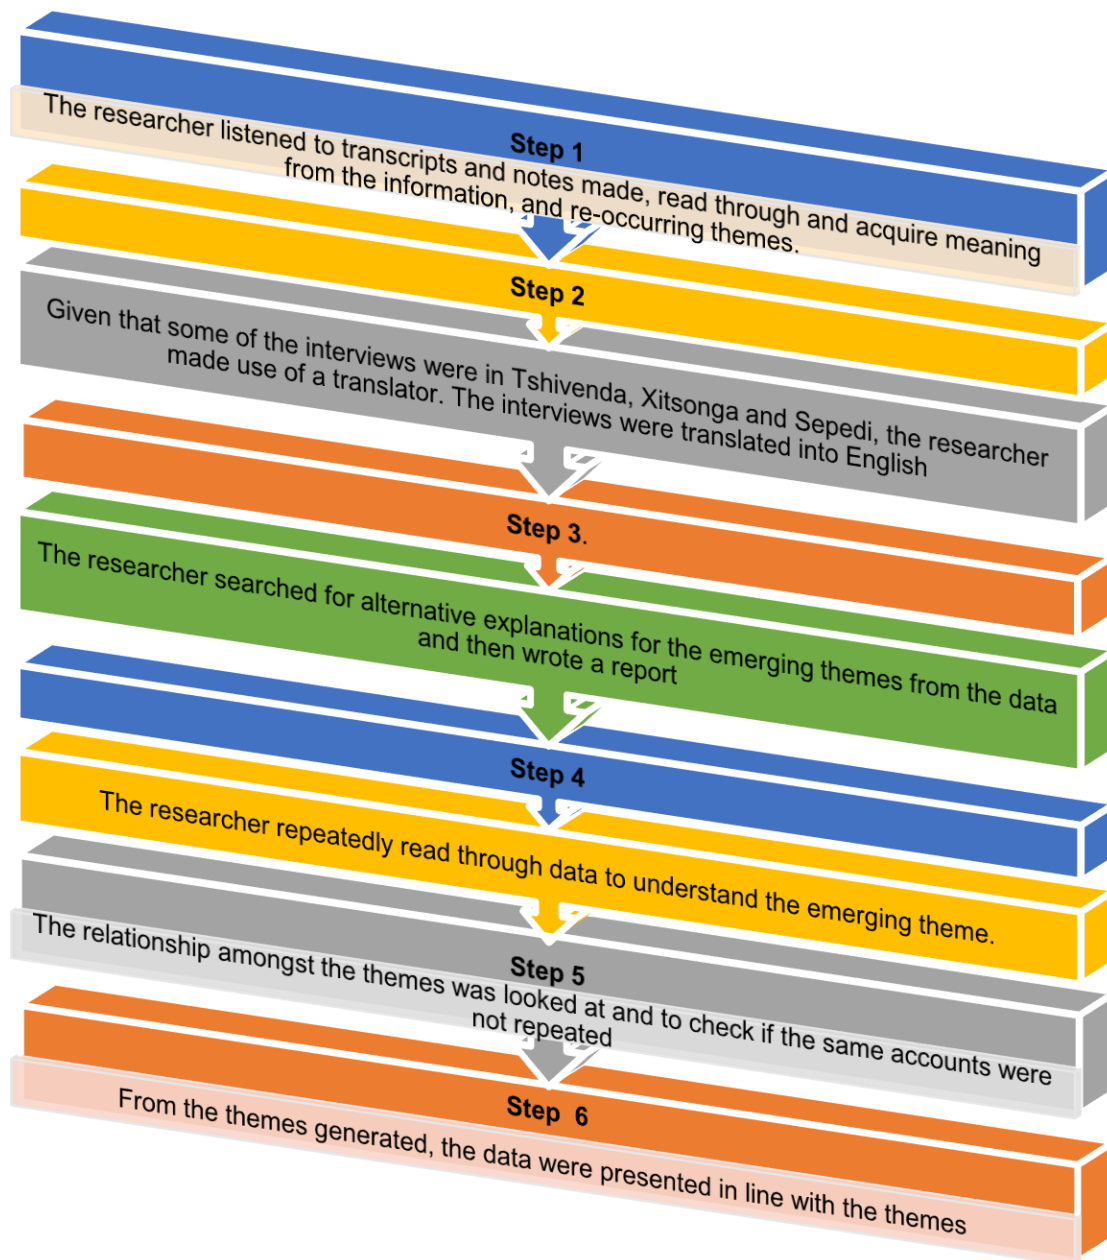 Step 1
The researcher listened to transcripts and notes made, read through and acquire meaning
from the information, and re-occurring themes.
Step 2
Given that some of the interviews were in Tshivenda, Xitsonga and Sepedi, the researcher
made use of a translator. The interviews were translated into English
Step 3.
The researcher searched for alternative explanations for the emerging themes from the data
and then wrote a report
Step 4
The researcher repeatedly read through data to understand the emerging theme.
Step 5
The relationship amongst the themes was looked at and to check if the same accounts were
not repeated
Step 6
From the themes generated, the data were presented in line with the themes